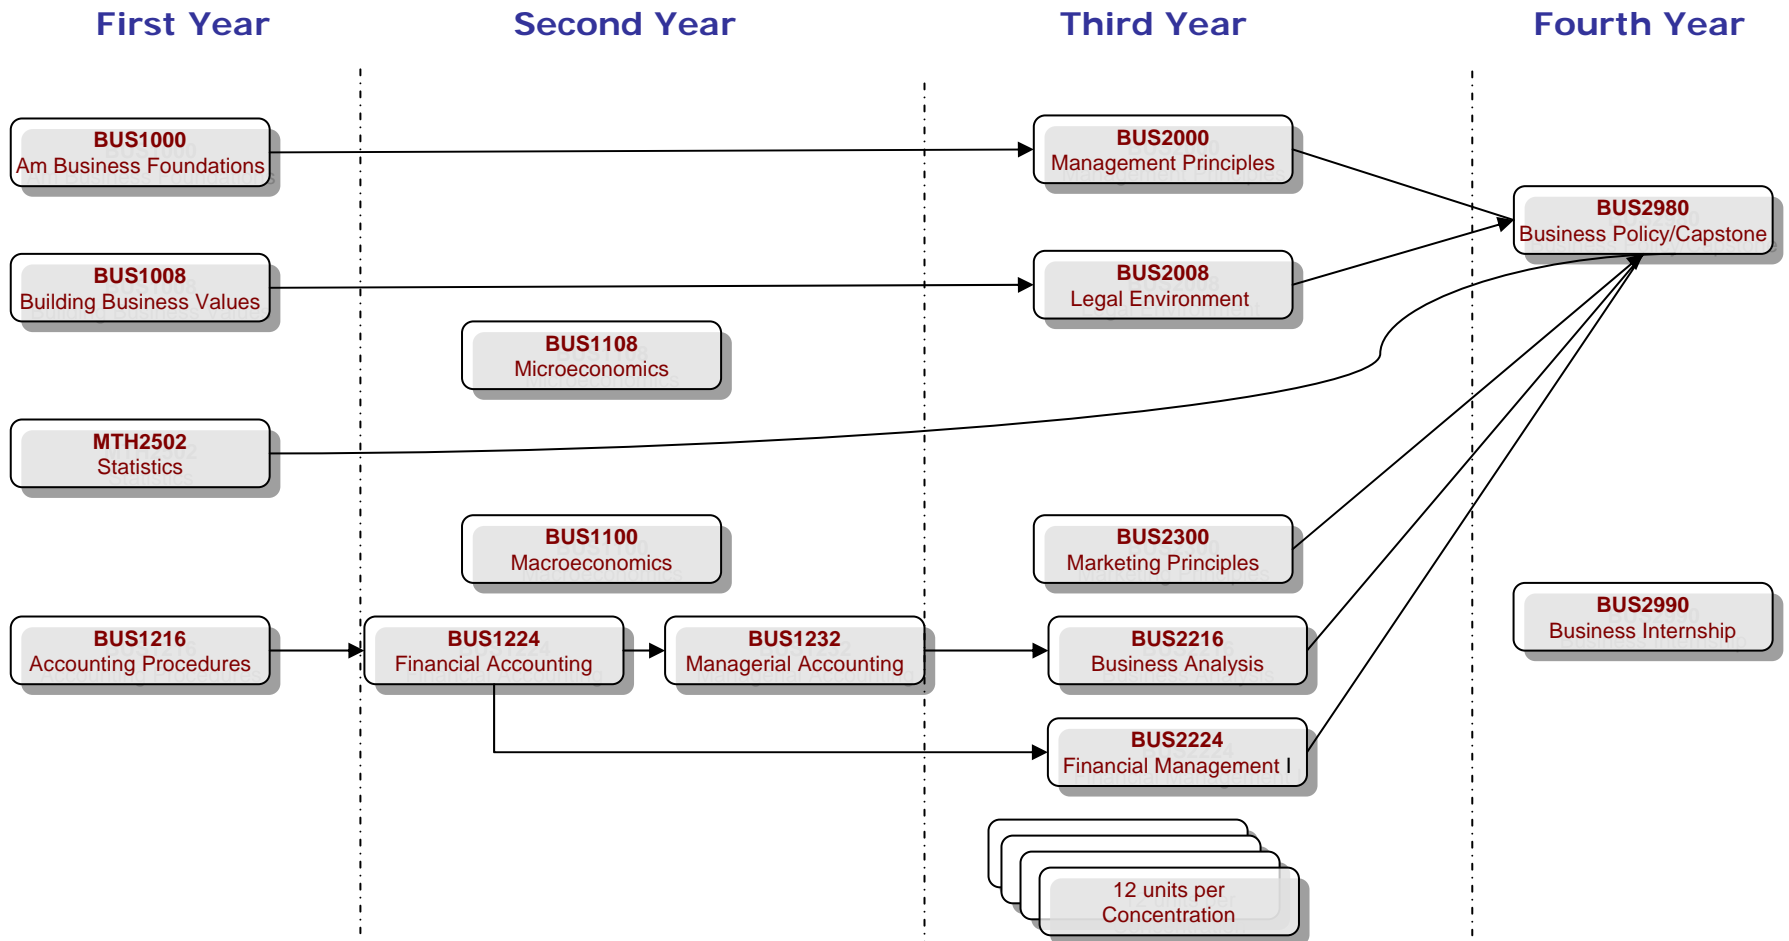 First Year
Second Year
Third Year
Fourth Year
BUS1000
Am Business Foundations
BUS2000
Management Principles
BUS2980
Business Policy/Capstone
BUS1008
Building Business Values
BUS2008
Legal Environment
BUS1108
Microeconomics
MTH2502
Statistics
BUS1100
Macroeconomics
BUS2300
Marketing Principles
BUS2990
Business Internship
BUS1216
Accounting Procedures
BUS1224
Financial Accounting
BUS1232
Managerial Accounting
BUS2216
Business Analysis
BUS2224
Financial Management I
12 units per
Concentration